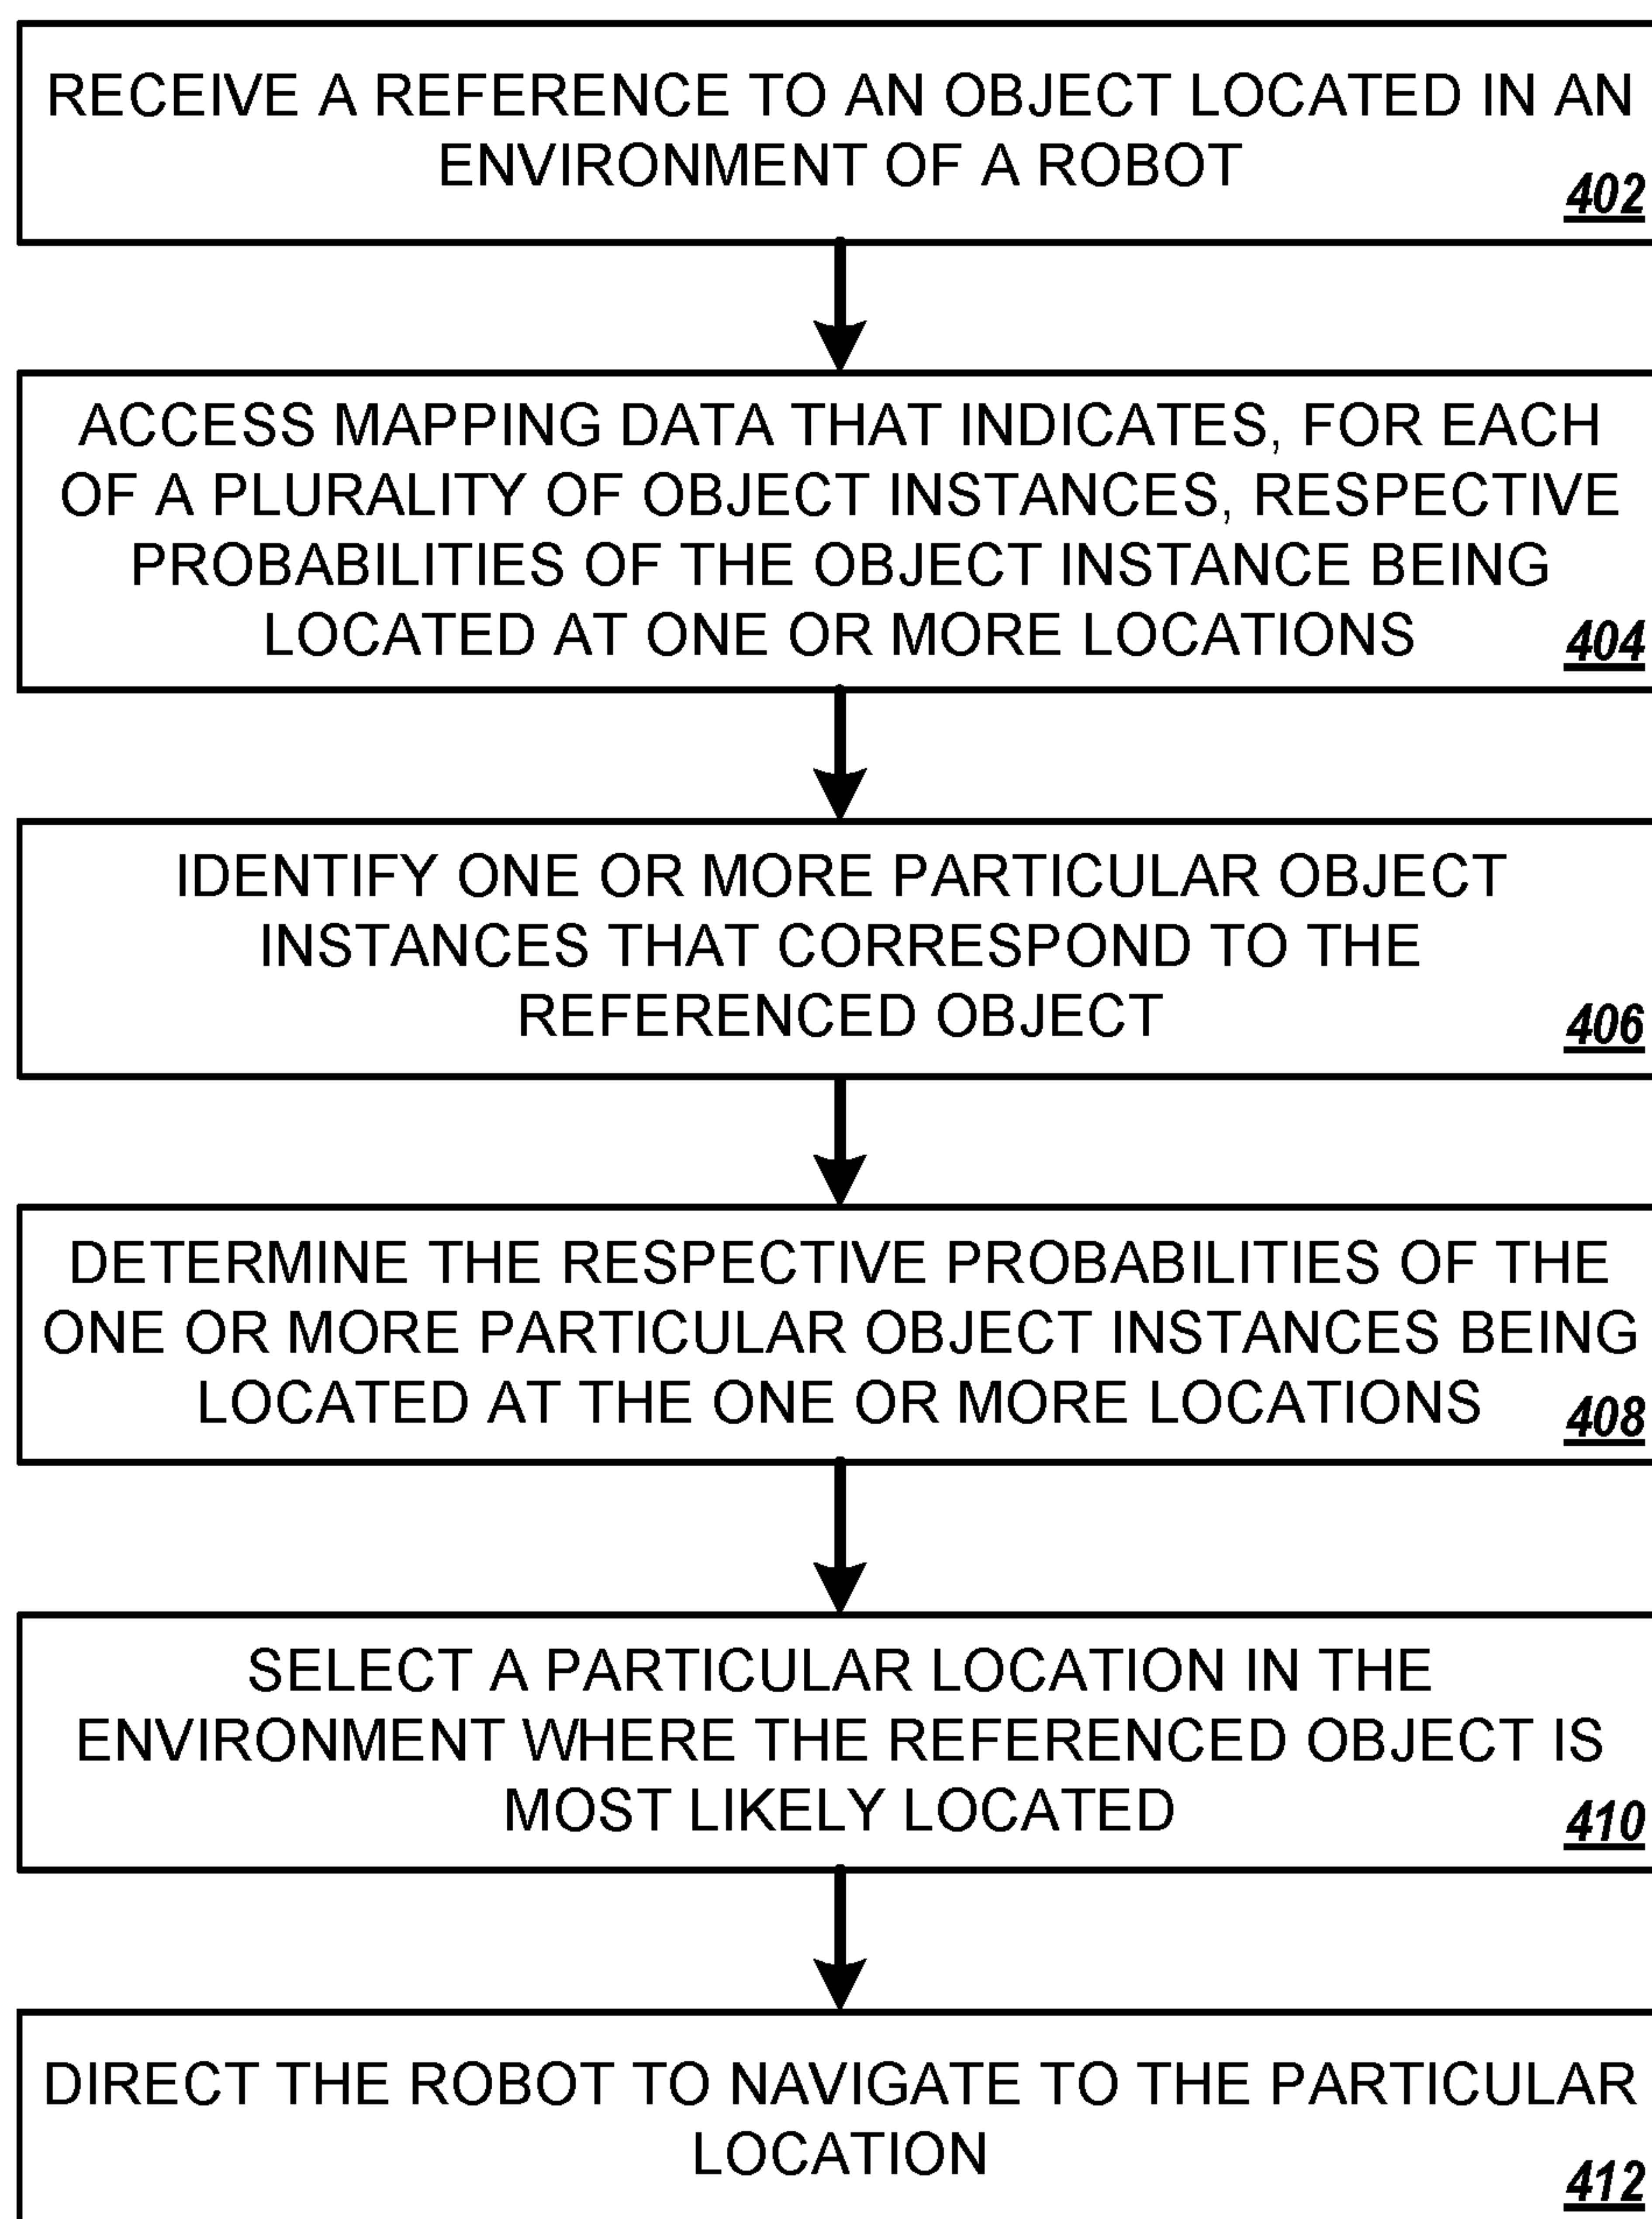 RECEIVE A REFERENCE TO AN OBJECT LOCATED IN AN
ENVIRONMENT OF A ROBOT
402
ACCESS MAPPING DATA THAT INDICATES, FOR EACH
OF A PLURALITY OF OBJECT INSTANCES, RESPECTIVE
PROBABILITIES OF THE OBJECT INSTANCE BEING
LOCATED AT ONE OR MORE LOCATIONS
404
IDENTIFY ONE OR MORE PARTICULAR OBJECT
INSTANCES THAT CORRESPOND TO THE
REFERENCED OBJECT
406
DETERMINE THE RESPECTIVE PROBABILITIES OF THE
ONE OR MORE PARTICULAR OBJECT INSTANCES BEING
LOCATED AT THE ONE OR MORE LOCATIONS
408
SELECT A PARTICULAR LOCATION IN THE
ENVIRONMENT WHERE THE REFERENCED OBJECT IS
MOST LIKELY LOCATED
410
DIRECT THE ROBOT TO NAVIGATE TO THE PARTICULAR
LOCATION
412